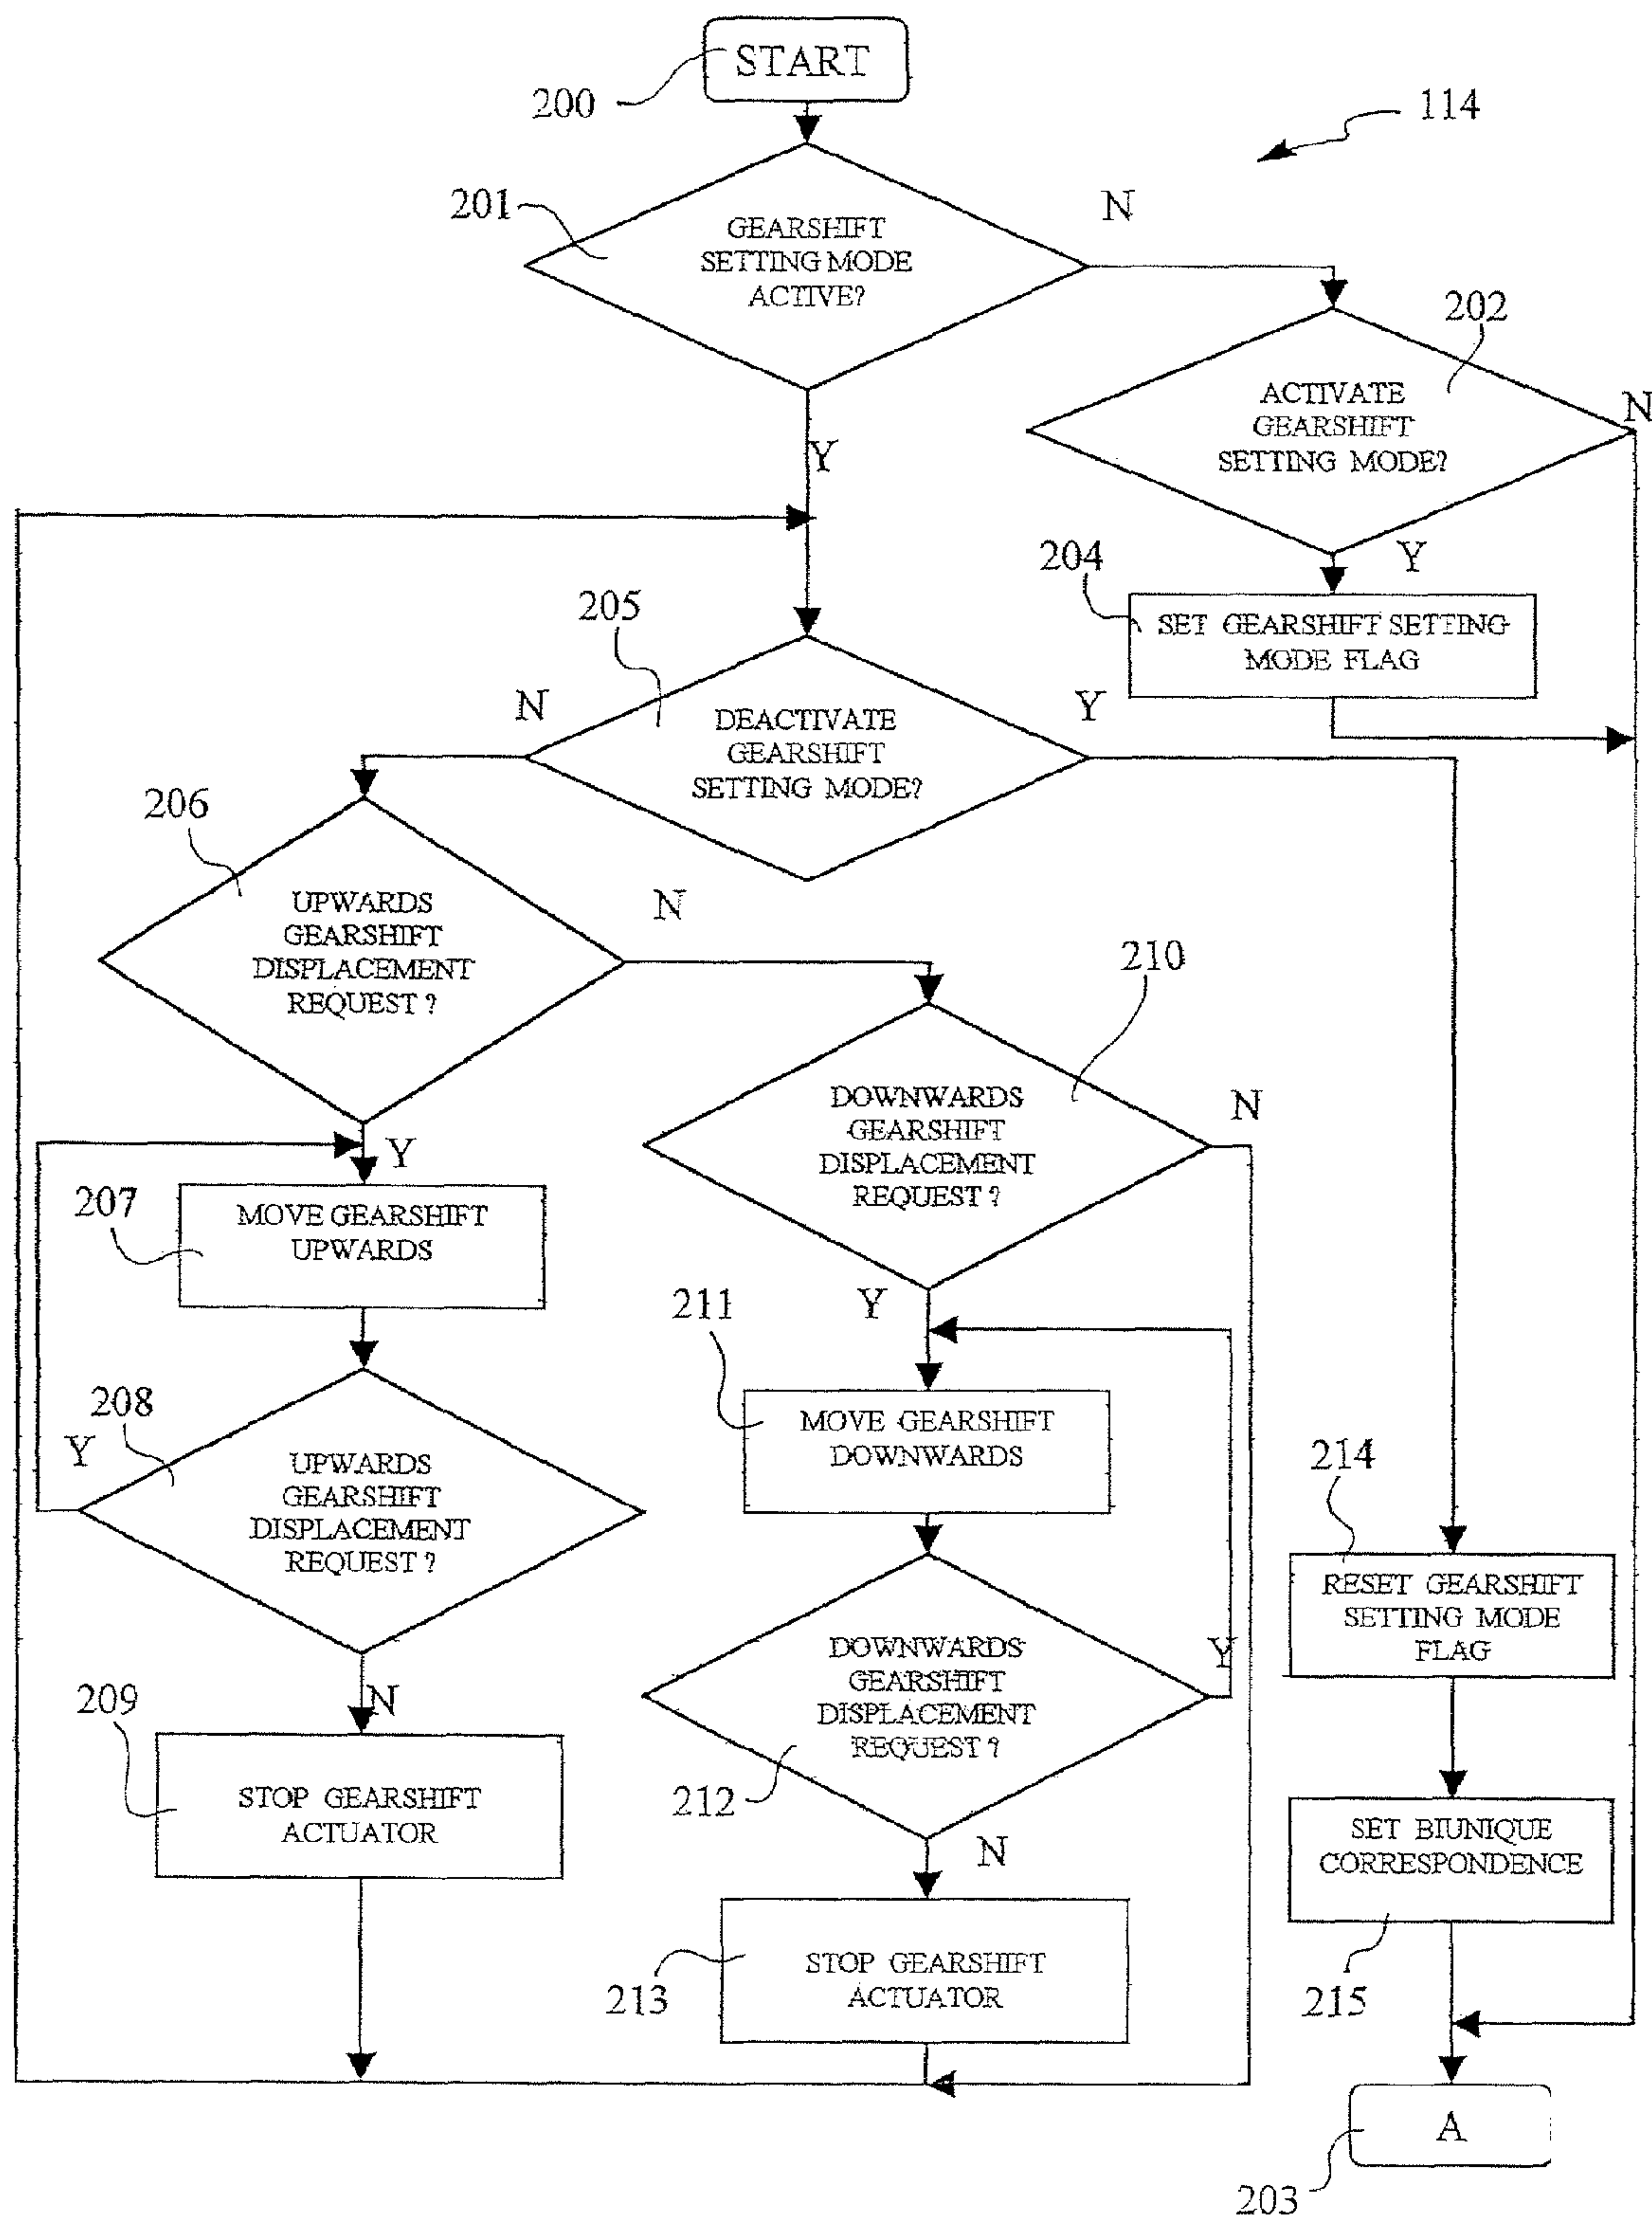 START
200
114
201
N
GEARSHIFT
SETTING MODE
ACTIVE?
202
Y
ACTIVATE
GEARSHIFT
SETTING MODE?
N
204
Y
SET GEARSHIFT SETTING
MODE FLAG
205
N
Y
DEACTIVATE
GEARSHIFT
SETTING MODE?
206
UPWARDS
GEARSHIFT
DISPLACEMENT
REQUEST ?
N
210
Y
DOWNWARDS
GEARSHIFT
DISPLACEMENT
REQUEST ?
N
207
MOVE GEARSHIFT
UPWARDS
211
Y
MOVE GEARSHIFT
DOWNWARDS
208
Y
UPWARDS
GEARSHIFT
DISPLACEMENT
REQUEST ?
214
RESET GEARSHIFT
SETTING MODE
FLAG
DOWNWARDS
GEARSHIFT
DISPLACEMENT
REQUEST ?
Y
212
N
209
N
STOP GEARSHIFT
ACTUATOR
SET BIUNIQUE
CORRESPONDENCE
213
STOP GEARSHIFT
ACTUATOR
215
A
203